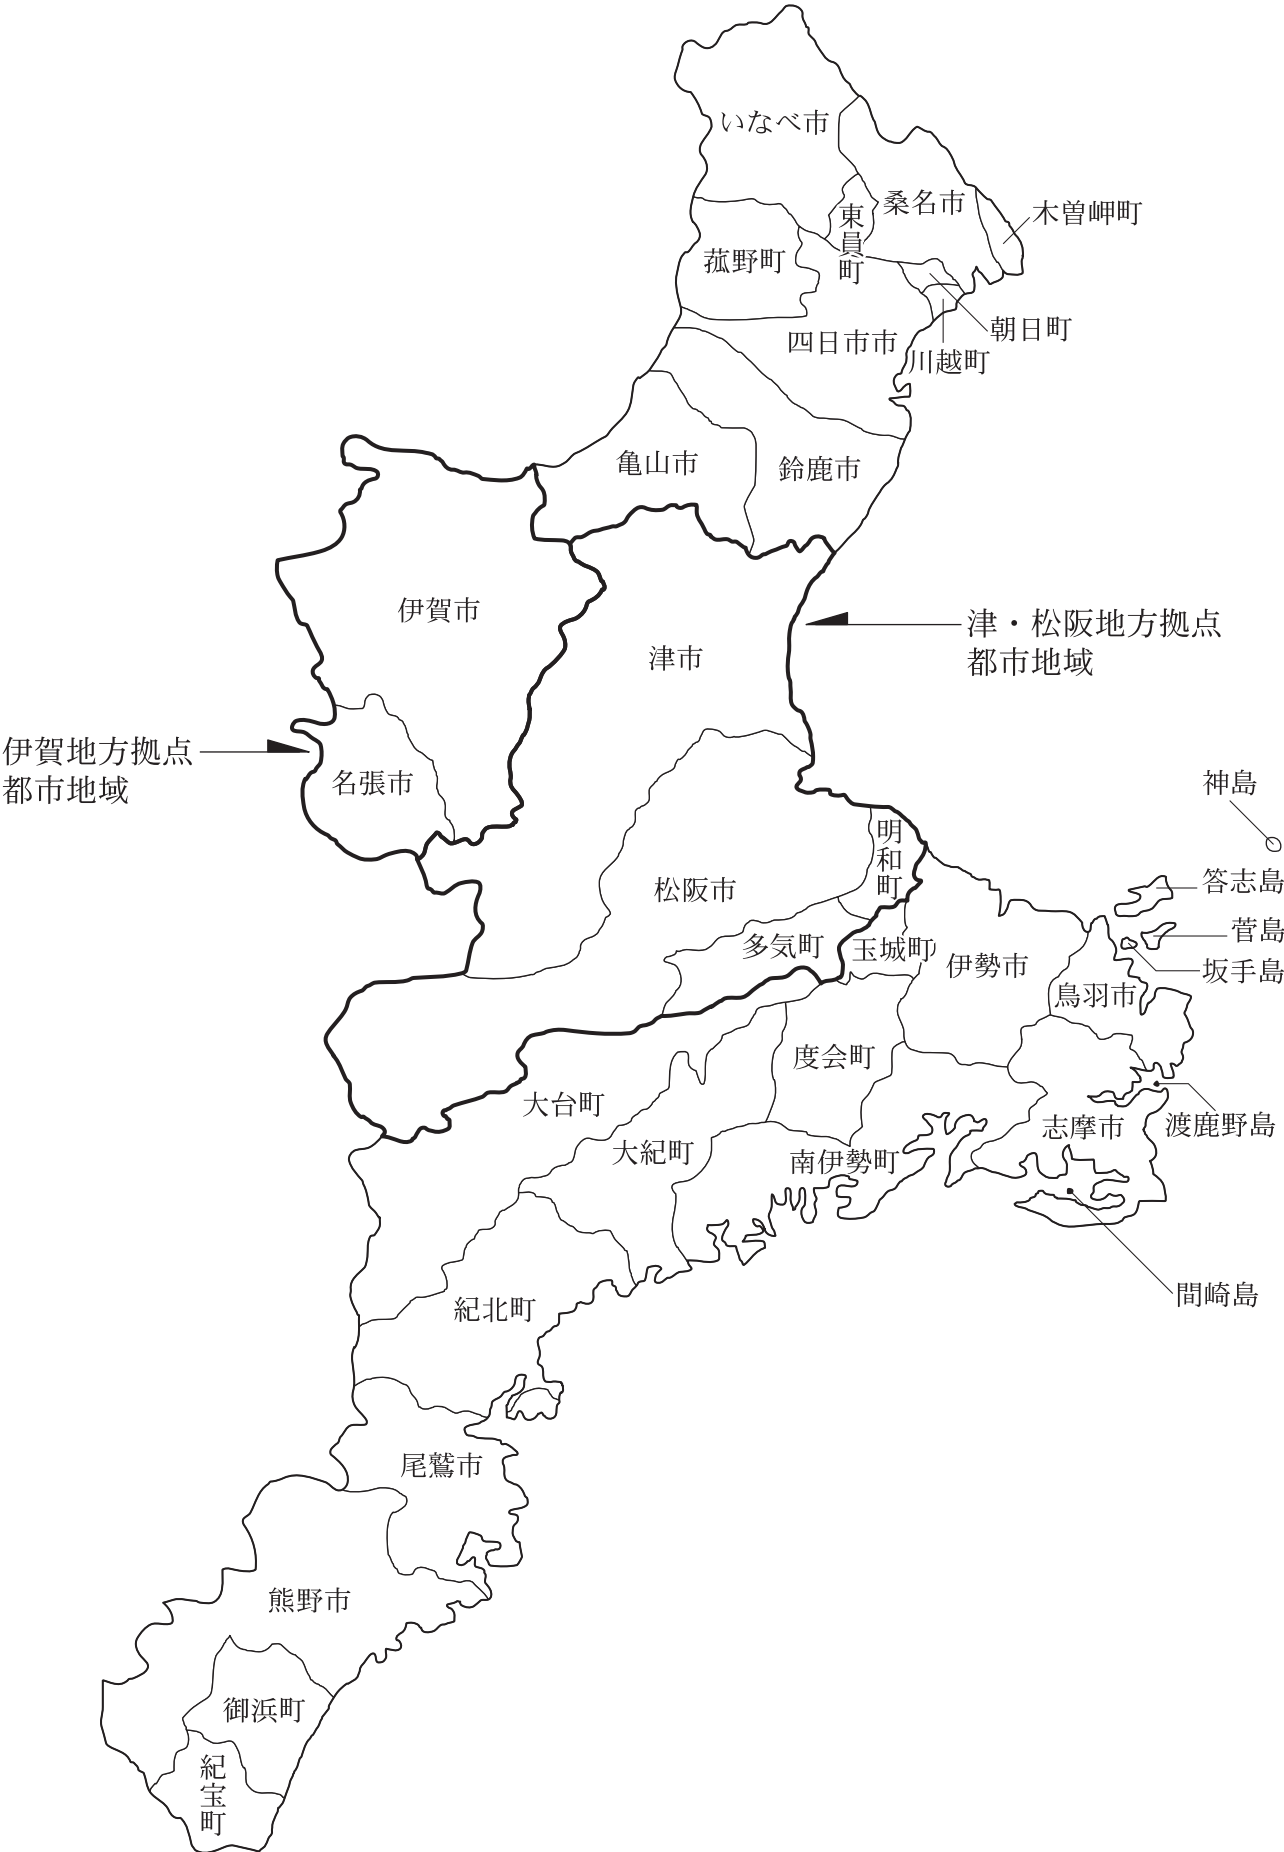 いなべ市
桑名市
木曽岬町
東員町
菰野町
朝日町
四日市市
川越町
亀山市
鈴鹿市
伊賀市
津・松阪地方拠点
都市地域
津市
伊賀地方拠点
都市地域
名張市
神島
明和町
松阪市
答志島
菅島
多気町
玉城町
伊勢市
坂手島
鳥羽市
度会町
大台町
志摩市
渡鹿野島
大紀町
南伊勢町
間崎島
紀北町
尾鷲市
熊野市
御浜町
紀宝町